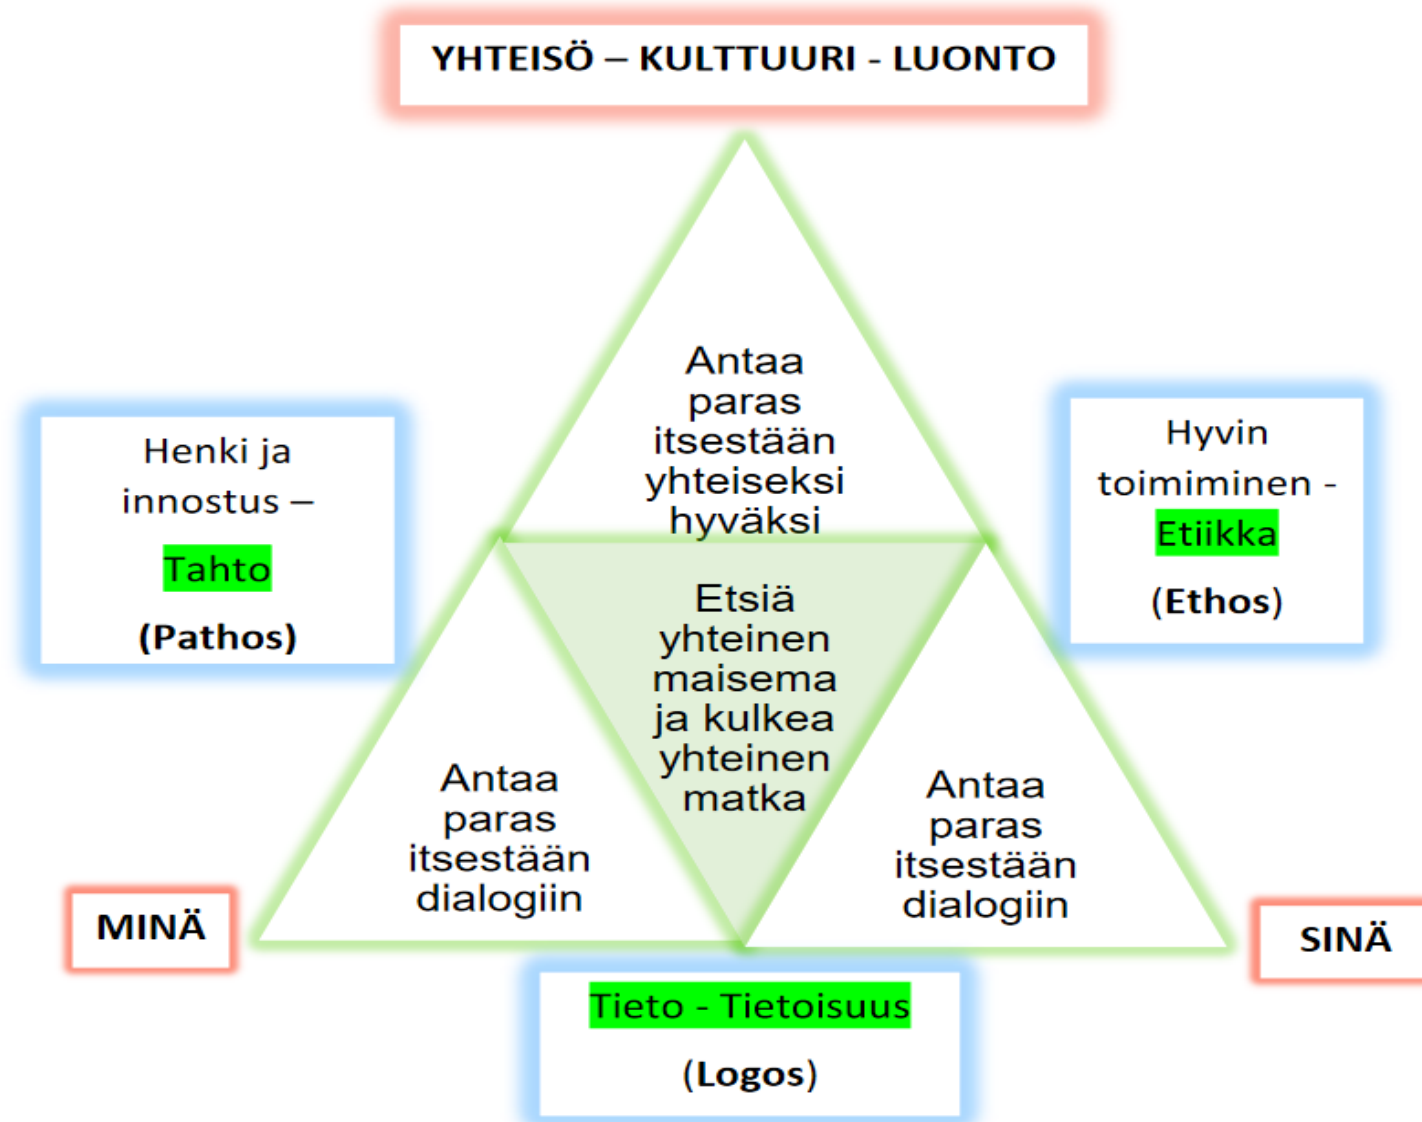 YHTEISÖ – KULTTUURI - LUONTO
Antaa
paras
itsestään
yhteiseksi
hyväksi
Henki ja
innostus –
Tahto
(Pathos)
Hyvin
toimiminen -
Etiikka
(Ethos)
Etsiä
yhteinen
maisema
ja kulkea
yhteinen
matka
Antaa
paras
itsestään
dialogiin
Antaa
paras
itsestään
dialogiin
MINÄ
SINÄ
Tieto - Tietoisuus
(Logos)